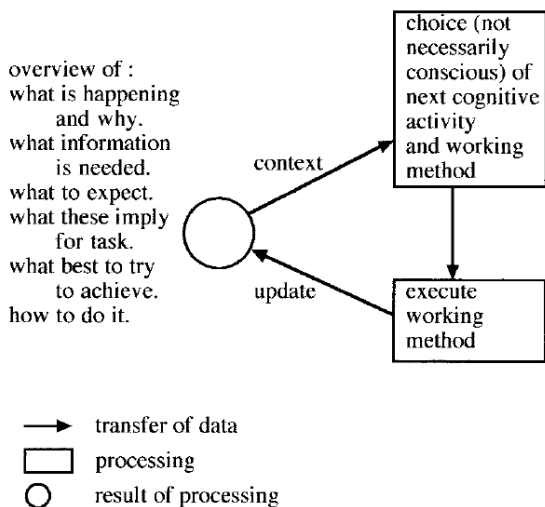 overview of :
what is happening
and why.
what information
is needed.
what to expect.
what these imply
for task.
what best to try
to achieve.
how to do it.
context
update
choice (not
necessarily
conscious) of
next cognitive
activity
and working
method
execute
working
method
transfer of data
processing
result of processing